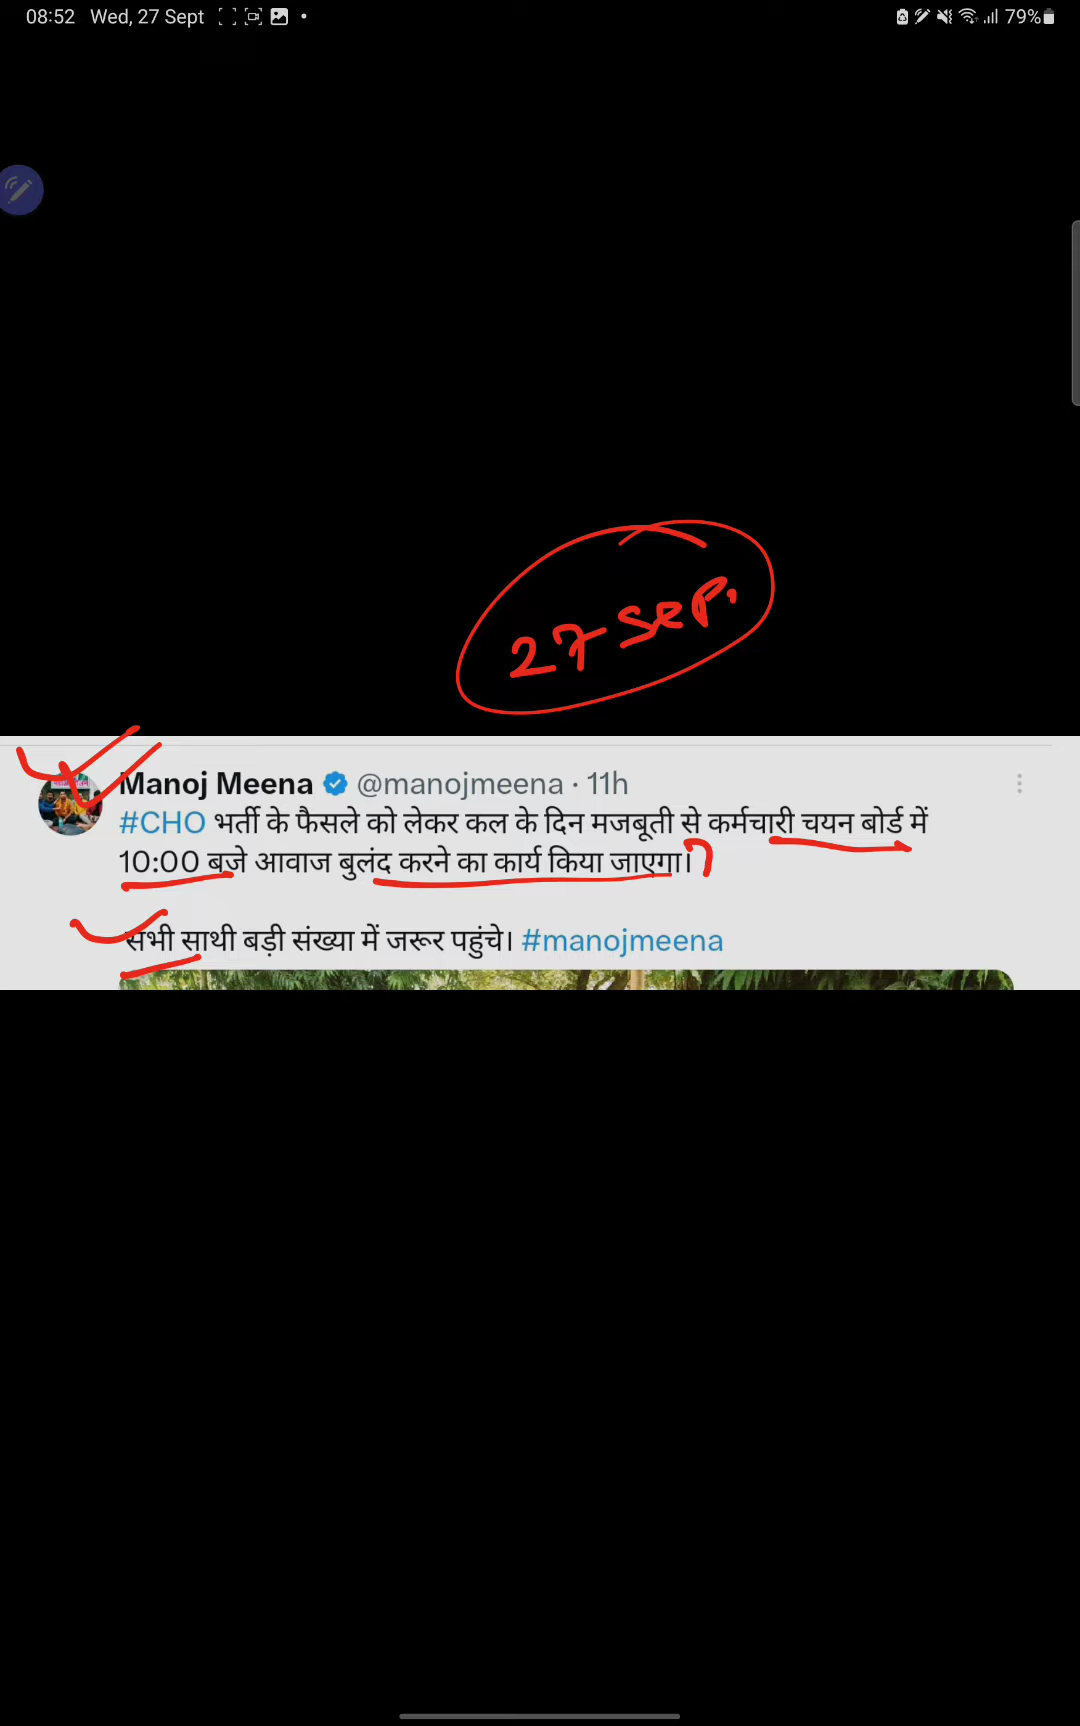 08:52 Wed, 27 Sept
79%
27 Sep.
Manoj Meena @manojmeena · 11h
#CHO भर्ती के फैसले को लेकर कल के दिन मजबूती से कर्मचारी चयन बोर्ड में
10:00 बजे आवाज बुलंद करने का कार्य किया जाएगा।
सभी साथी बड़ी संख्या में जरूर पहुंचे। #manojmeena